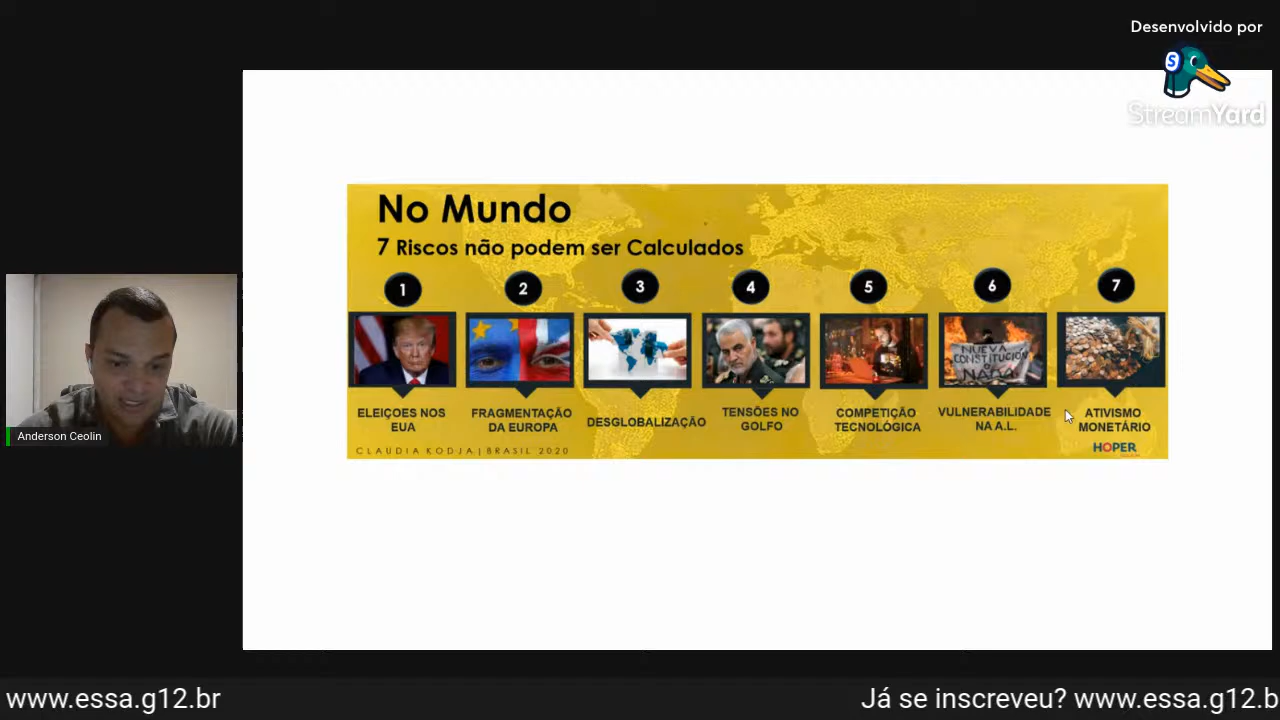 Desenvolvido por
S
StreamYard
No Mundo
7 Riscos não podem ser Calculados
1
2
3
4
5
6
7
NUEVA
CONSTITUCION
O
NADA
ELEIÇOES NOS
EUA
FRAGMENTAÇÃO
DA EUROPA
DESGLOBALIZAÇÃO
TENSÕES NO
GOLFO
COMPETIÇÃO
TECNOLÓGICA
VULNERABILIDADE
NA A.L.
ATIVISMO
MONETÁRIO
CLAUDIA KODJA | BRASIL 2020
HOPER
Anderson Ceolin
www.essa.g12.br
Já se inscreveu? www.essa.g12.b